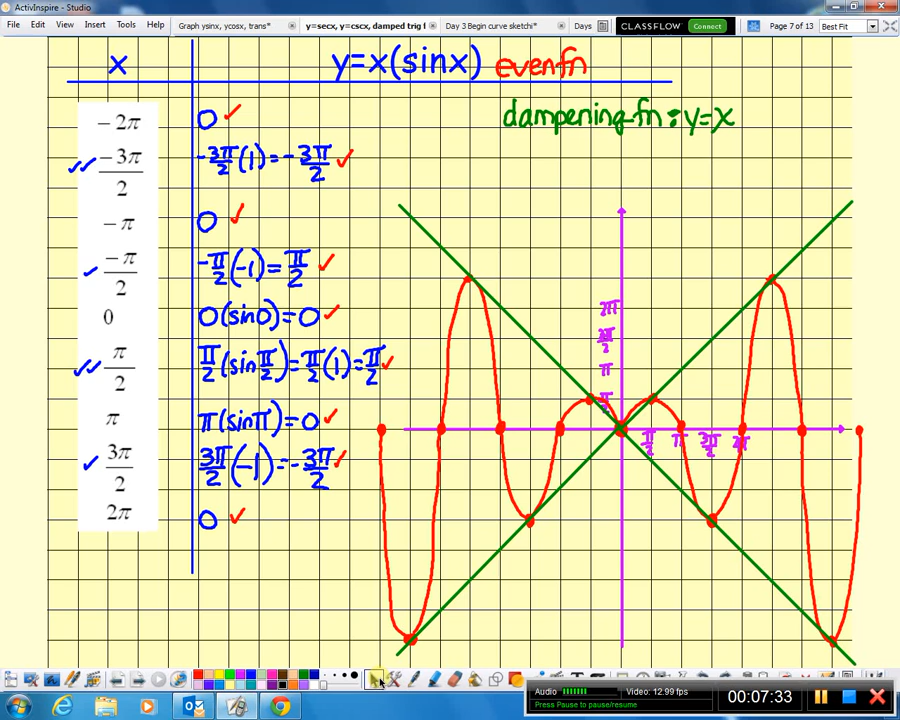 ActivInspire - Studio
Graph ysinx, ycosx, trans*
y=secx, y=cscx, damped trig f
Day 3 Begin curve sketchi*
Days
CLASSFLOW
Connect
Page 7 of 13
Best Fit
File Edit View Insert Tools Help
x y=x(sinx) even fn
dampening fn: y=x
-2π 0 ✓
✓✓ -3π/2 -3π/2(1)=-3π/2 ✓
-π 0 ✓
✓ -π/2 -π/2(-1)=π/2 ✓
0 0(sin0)=0 ✓
✓✓ π/2 π/2(sinπ/2)=π/2(1)=π/2 ✓
π π(sinπ)=0 ✓
✓ 3π/2 3π/2(-1)=-3π/2 ✓
2π 0 ✓
2π
3π/2
π
π/2
π/2 π 3π/2 2π
Audio
Video: 12.99 fps
Press Pause to pause/resume
00:07:33